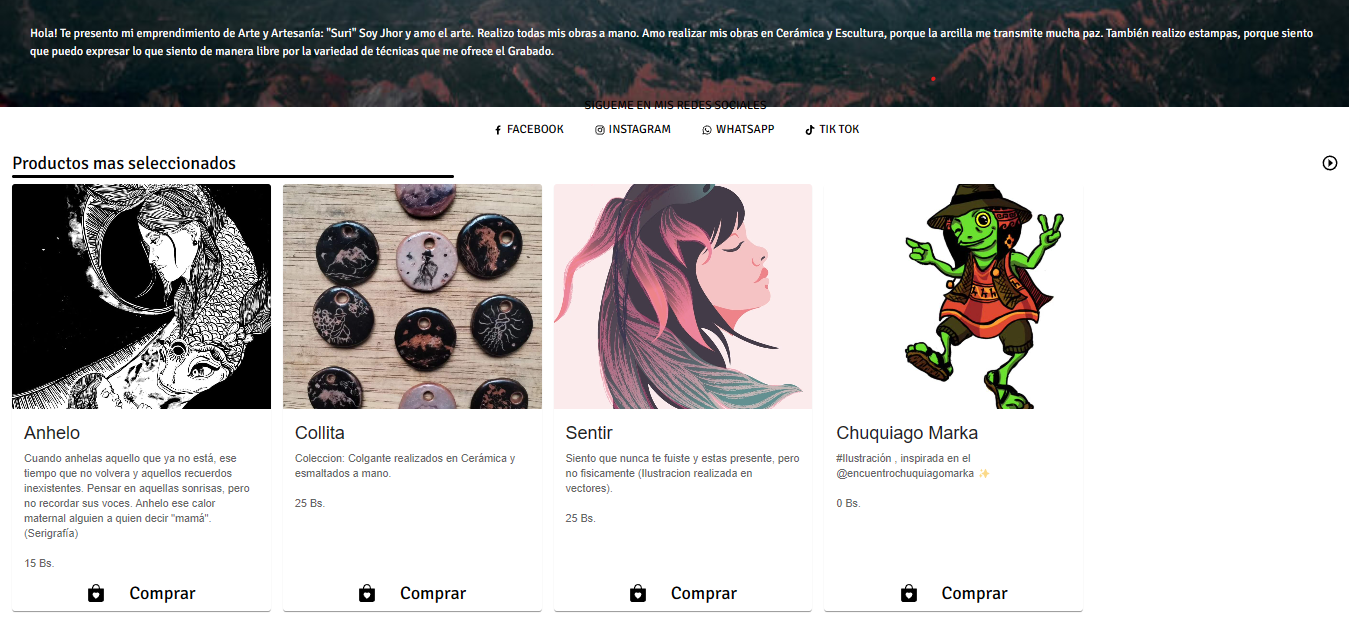 Hola! Te presento mi emprendimiento de Arte y Artesanía: "Suri" Soy Jhor y amo el arte. Realizo todas mis obras a mano. Amo realizar mis obras en Cerámica y Escultura, porque la arcilla me transmite mucha paz. También realizo estampas, porque siento
que puedo expresar lo que siento de manera libre por la variedad de técnicas que me ofrece el Grabado.
SÍGUEME EN MIS REDES SOCIALES
FACEBOOK INSTAGRAM WHATSAPP TIK TOK
Productos mas seleccionados
Anhelo
Cuando anhelas aquello que ya no está, ese
tiempo que no volvera y aquellos recuerdos
inexistentes. Pensar en aquellas sonrisas, pero
no recordar sus voces. Anhelo ese calor
maternal alguien a quien decir "mamá".
(Serigrafía)
15 Bs.
Comprar
Collita
Coleccion: Colgante realizados en Cerámica y
esmaltados a mano.
25 Bs.
Comprar
Sentir
Siento que nunca te fuiste y estas presente, pero
no fisicamente (Ilustracion realizada en
vectores).
25 Bs.
Comprar
Chuquiago Marka
#Ilustración , inspirada en el
@encuentrochuquiagomarka ✨
0 Bs.
Comprar